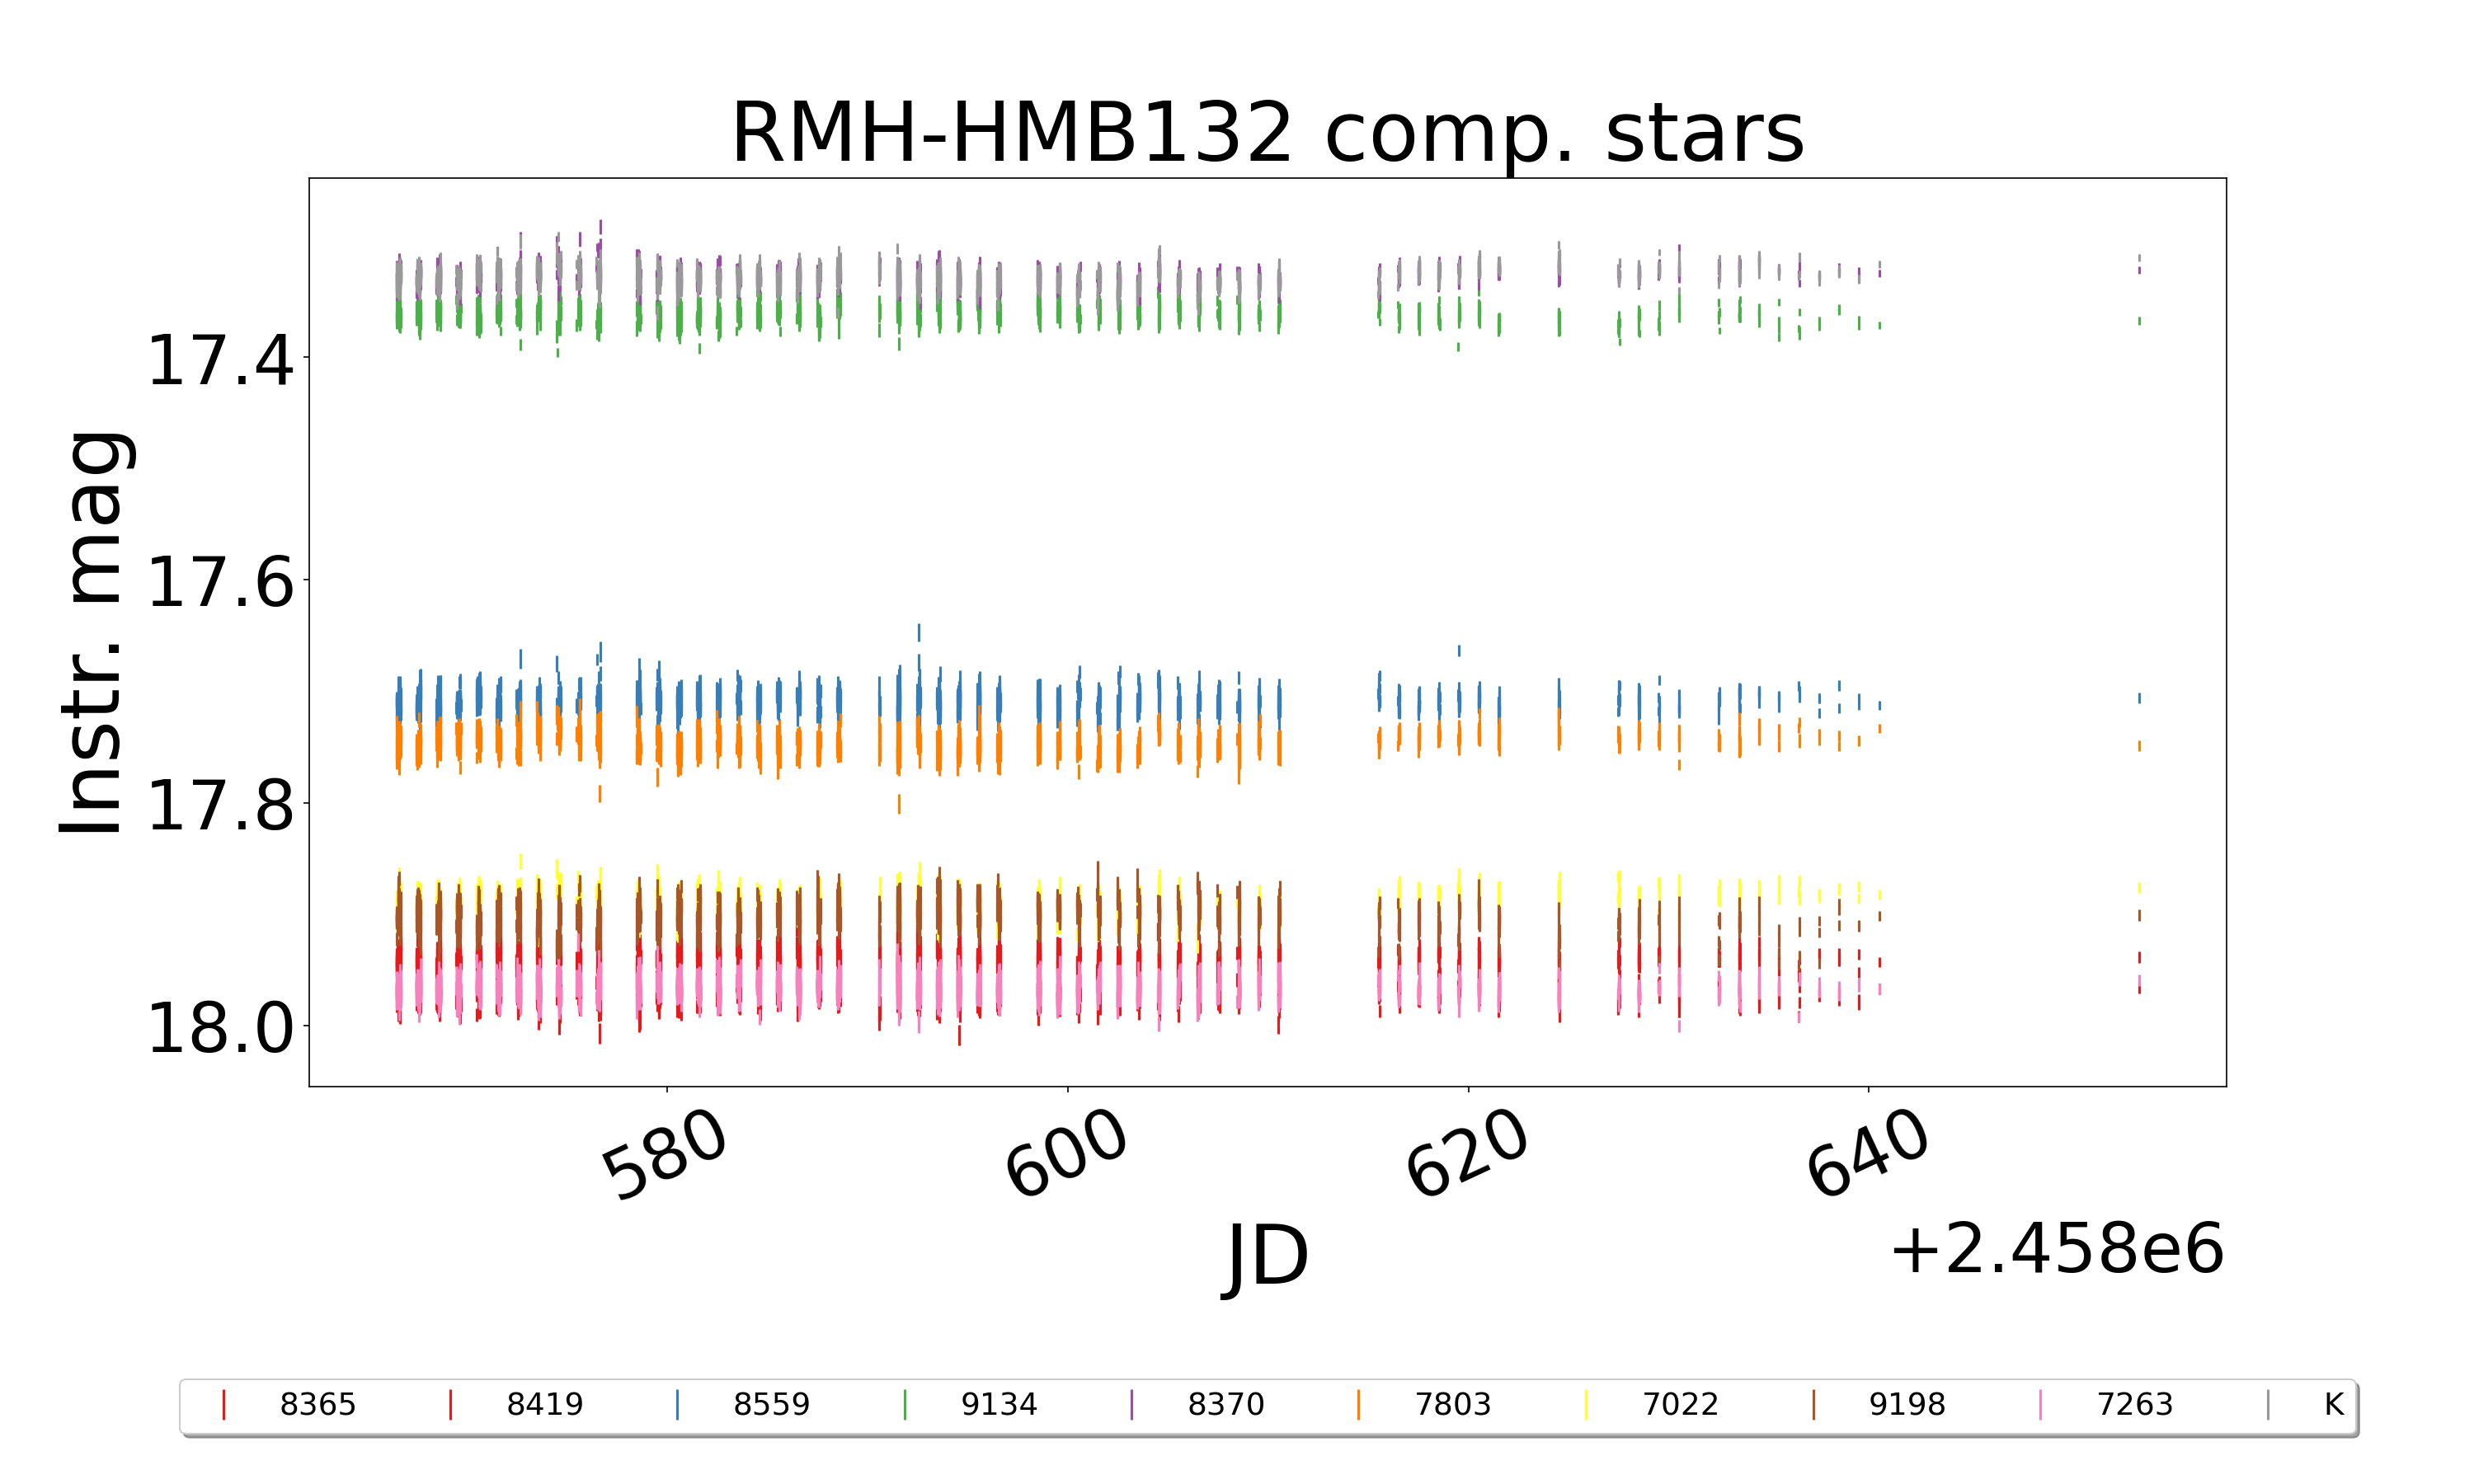 RMH-HMB132 comp. stars
Instr. mag
17.4
17.6
17.8
18.0
580 600 620 640
JD
+2.458e6
8365 8419 8559 9134 8370 7803 7022 9198 7263 K